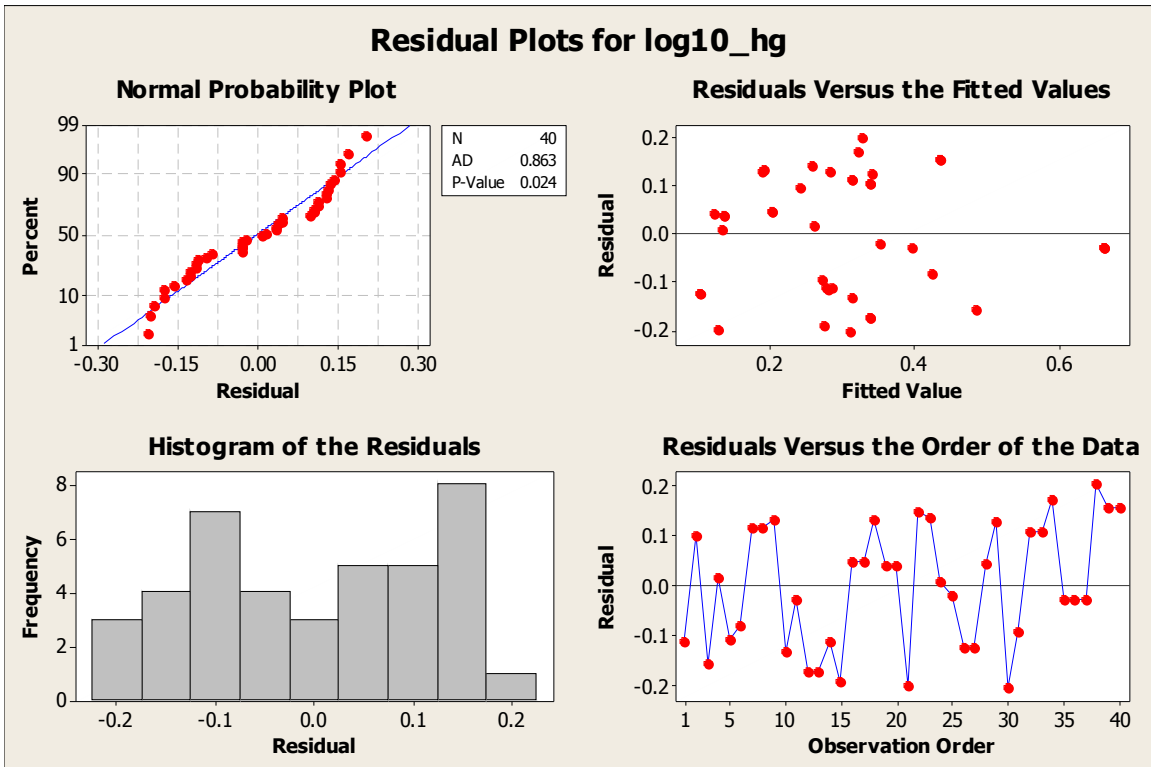 Residual Plots for log10_hg
Normal Probability Plot
99
90
50
10
1
Percent
-0.30 -0.15 0.00 0.15 0.30
Residual
N 40
AD 0.863
P-Value 0.024
Residuals Versus the Fitted Values
0.2
0.1
0.0
-0.1
-0.2
Residual
0.2 0.4 0.6
Fitted Value
Histogram of the Residuals
8
6
4
2
0
Frequency
-0.2 -0.1 0.0 0.1 0.2
Residual
Residuals Versus the Order of the Data
0.2
0.1
0.0
-0.1
-0.2
Residual
1 5 10 15 20 25 30 35 40
Observation Order